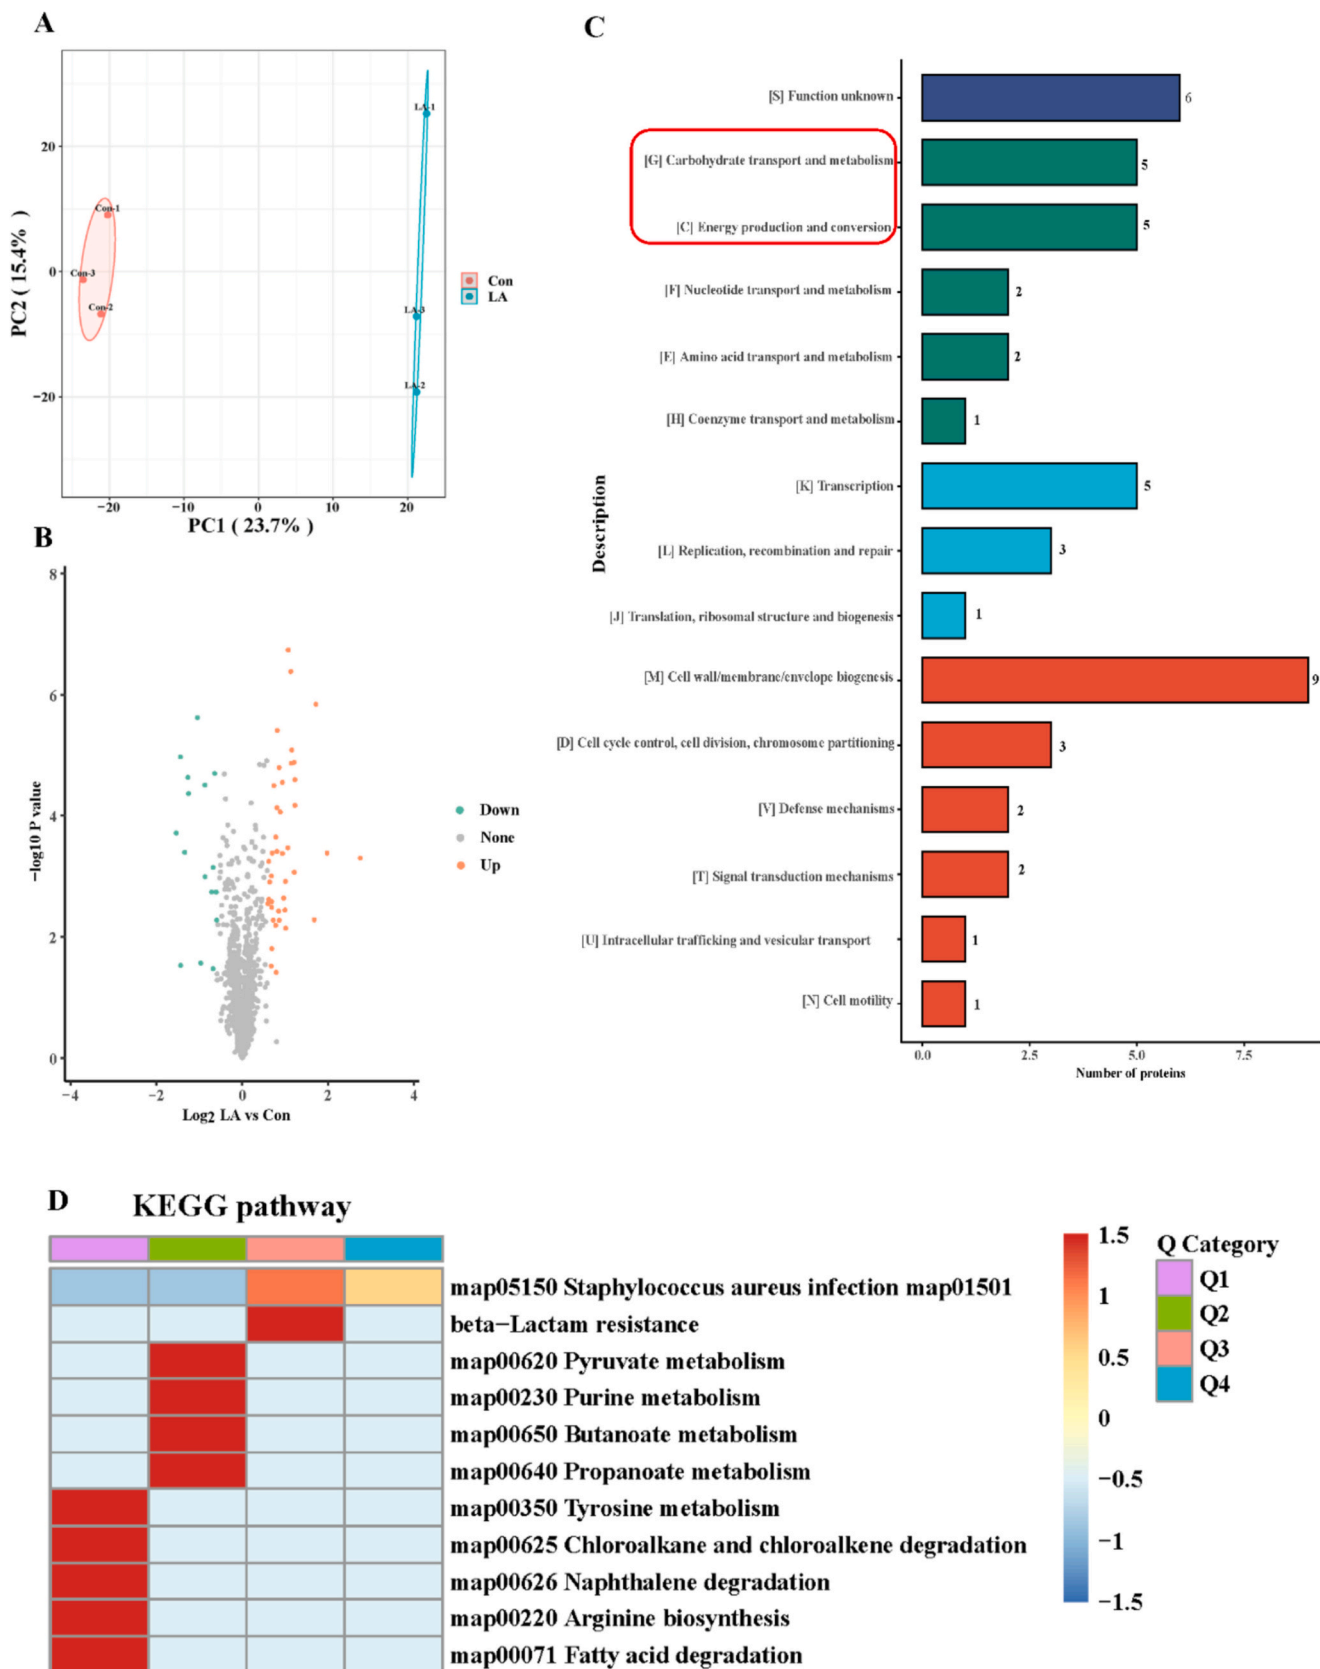 A
PC2 ( 15.4% )
20
0
−20
Con-1
Con-3
Con-2
LA-1
LA-3
LA-2
−20
−10
0
10
20
PC1 ( 23.7% )
Con
LA
B
−log10 P value
8
6
4
2
0
−4
−2
0
2
4
Log2 LA vs Con
Down
None
Up
C
Description
[S] Function unknown
6
[G] Carbohydrate transport and metabolism
5
[C] Energy production and conversion
5
[F] Nucleotide transport and metabolism
2
[E] Amino acid transport and metabolism
2
[H] Coenzyme transport and metabolism
1
[K] Transcription
5
[L] Replication, recombination and repair
3
[J] Translation, ribosomal structure and biogenesis
1
[M] Cell wall/membrane/envelope biogenesis
9
[D] Cell cycle control, cell division, chromosome partitioning
3
[V] Defense mechanisms
2
[T] Signal transduction mechanisms
2
[U] Intracellular trafficking and vesicular transport
1
[N] Cell motility
1
0.0
2.5
5.0
7.5
Number of proteins
D
KEGG pathway
map05150 Staphylococcus aureus infection map01501
beta−Lactam resistance
map00620 Pyruvate metabolism
map00230 Purine metabolism
map00650 Butanoate metabolism
map00640 Propanoate metabolism
map00350 Tyrosine metabolism
map00625 Chloroalkane and chloroalkene degradation
map00626 Naphthalene degradation
map00220 Arginine biosynthesis
map00071 Fatty acid degradation
1.5
1
0.5
0
−0.5
−1
−1.5
Q Category
Q1
Q2
Q3
Q4